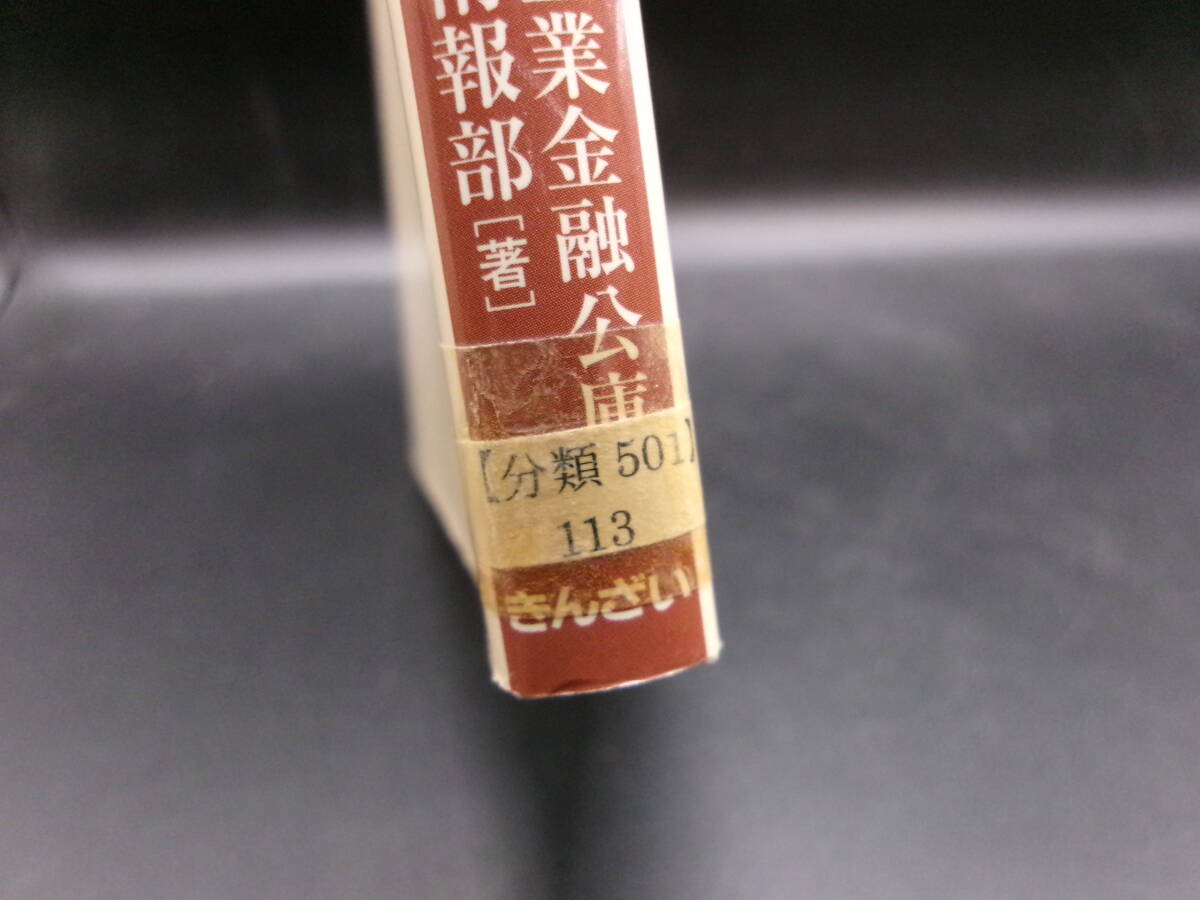 業金融公庫
報部[著]
【分類 501】
113
きんざい